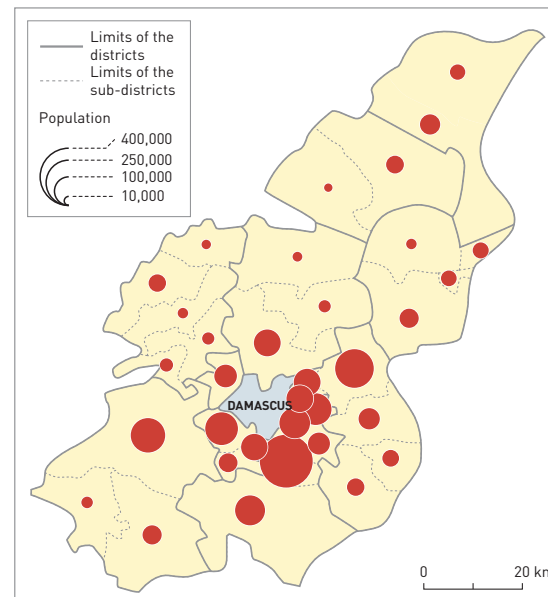 Limits of the
districts
Limits of the
sub-districts
Population
400,000
250,000
100,000
10,000
DAMASCUS
0 20 km